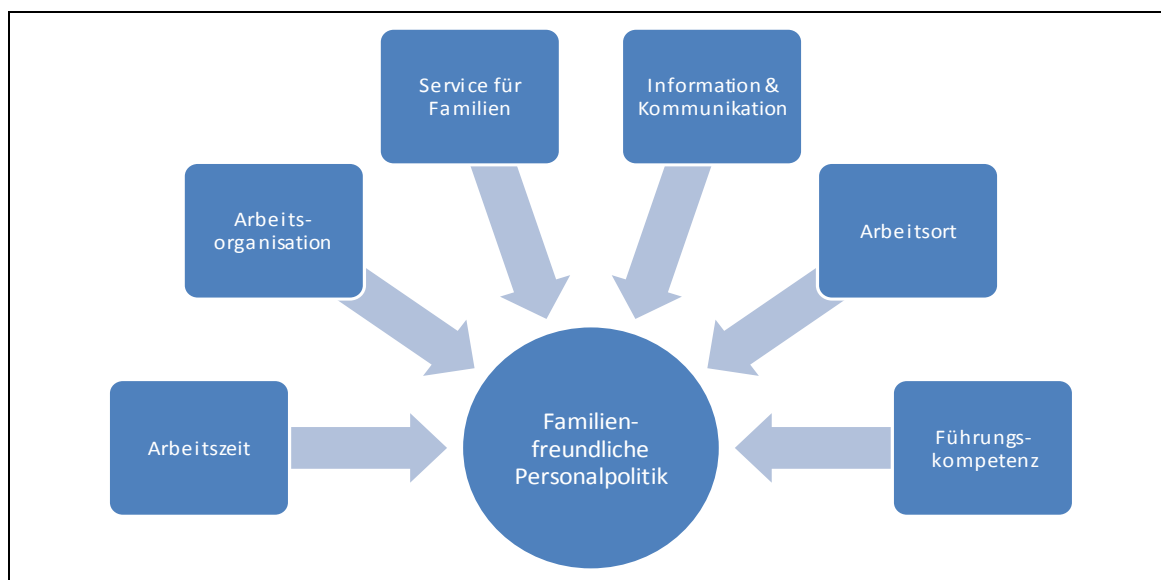 Service für
Familien
Information &
Kommunikation
Arbeits-
organisation
Arbeitsort
Arbeitszeit
Familien-
freundliche
Personalpolitik
Führungs-
kompetenz